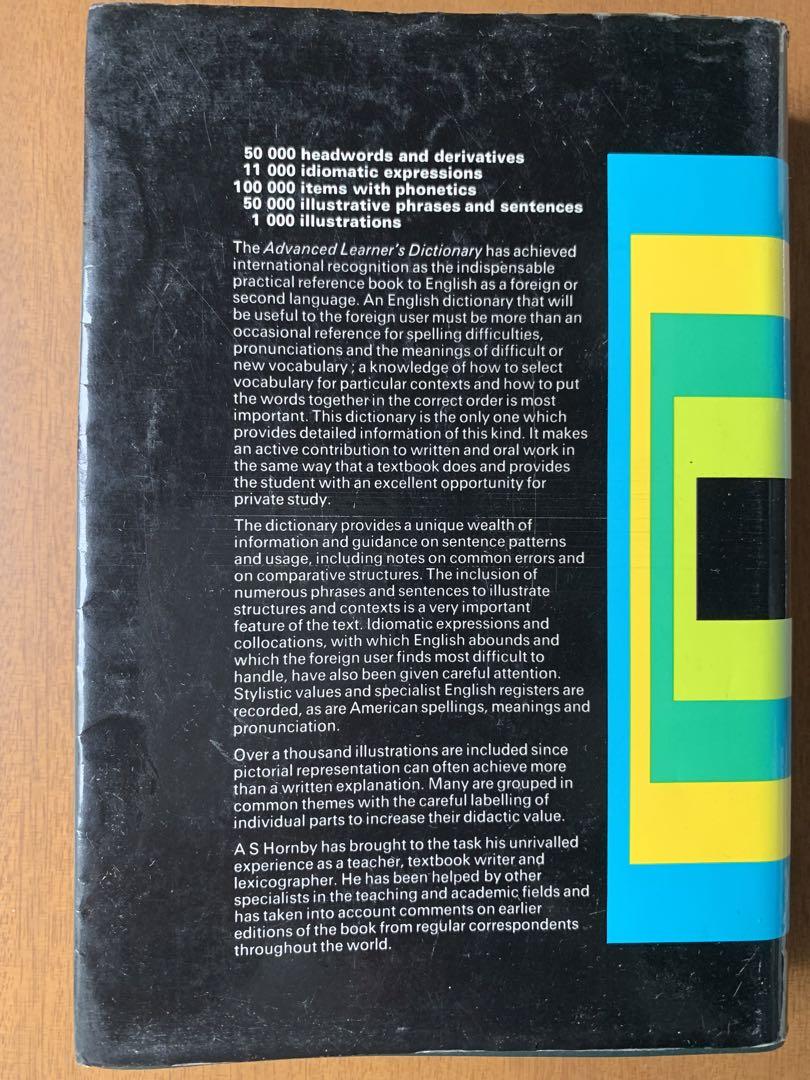 50 000 headwords and derivatives
11 000 idiomatic expressions
100 000 items with phonetics
50 000 illustrative phrases and sentences
1 000 illustrations
The Advanced Learner's Dictionary has achieved
international recognition as the indispensable
practical reference book to English as a foreign or
second language. An English dictionary that will
be useful to the foreign user must be more than an
occasional reference for spelling difficulties,
pronunciations and the meanings of difficult or
new vocabulary ; a knowledge of how to select
vocabulary for particular contexts and how to put
the words together in the correct order is most
important. This dictionary is the only one which
provides detailed information of this kind. It makes
an active contribution to written and oral work in
the same way that a textbook does and provides
the student with an excellent opportunity for
private study.
The dictionary provides a unique wealth of
information and guidance on sentence patterns
and usage, including notes on common errors and
on comparative structures. The inclusion of
numerous phrases and sentences to illustrate
structures and contexts is a very important
feature of the text. Idiomatic expressions and
collocations, with which English abounds and
which the foreign user finds most difficult to
handle, have also been given careful attention.
Stylistic values and specialist English registers are
recorded, as are American spellings, meanings and
pronunciation.
Over a thousand illustrations are included since
pictorial representation can often achieve more
than a written explanation. Many are grouped in
common themes with the careful labelling of
individual parts to increase their didactic value.
A S Hornby has brought to the task his unrivalled
experience as a teacher, textbook writer and
lexicographer. He has been helped by other
specialists in the teaching and academic fields and
has taken into account comments on earlier
editions of the book from regular correspondents
throughout the world.